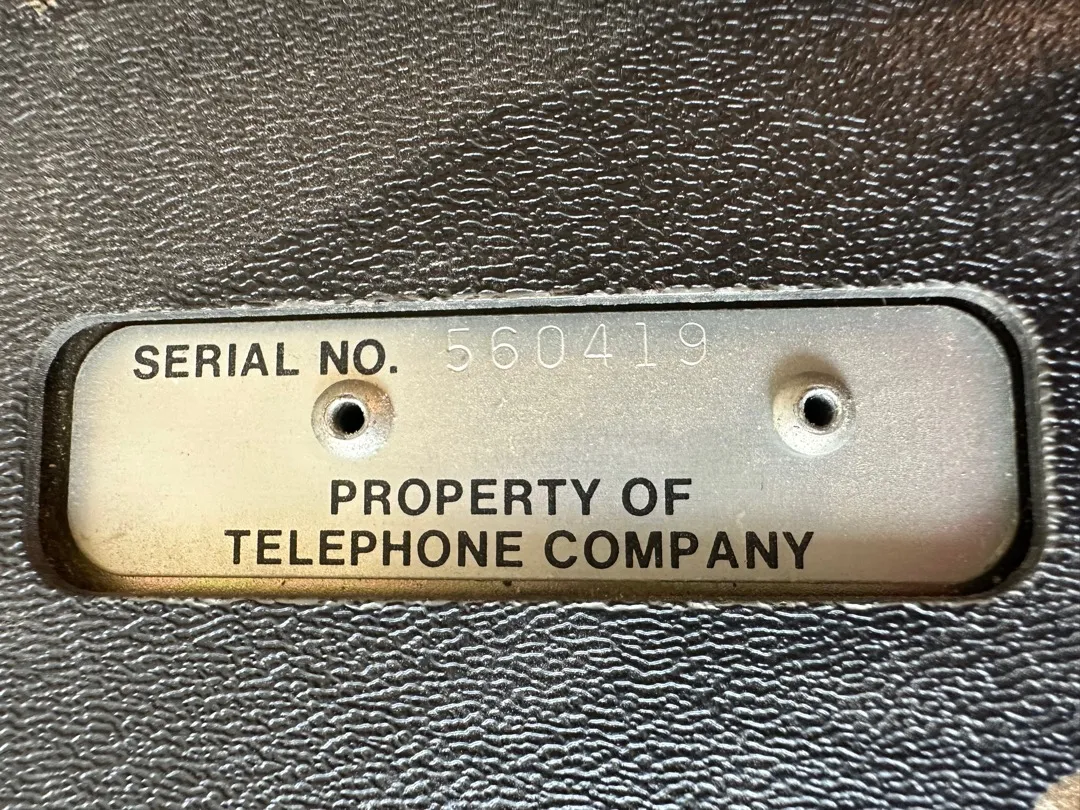 SERIAL NO. 560419
PROPERTY OF
TELEPHONE COMPANY